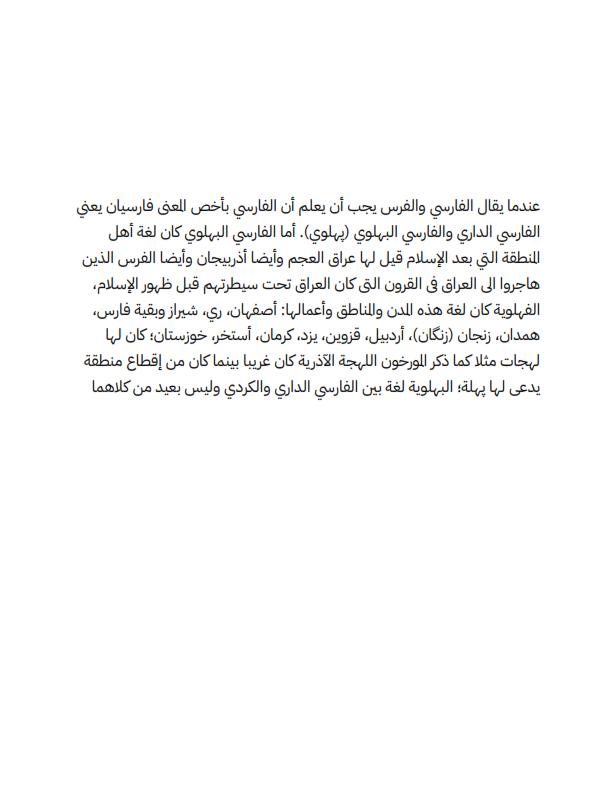 عندما يقال الفارسي والفرس يجب أن يعلم أن الفارسي بأخص المعنى فارسيان يعني
الفارسي الداري والفارسي البهلوي (پهلوي). أما الفارسي البهلوي كان لغة أهل
المنطقة التي بعد الإسلام قيل لها عراق العجم وأيضا أذربيجان وأيضا الفرس الذين
هاجروا الى العراق فى القرون التى كان العراق تحت سيطرتهم قبل ظهور الإسلام،
الفهلوية كان لغة هذه المدن والمناطق وأعمالها: أصفهان، ري، شيراز وبقية فارس،
همدان، زنجان (زنگان)، أردبيل، قزوين، يزد، كرمان، أستخر، خوزستان؛ كان لها
لهجات مثلا كما ذكر المورخون اللهجة الآذرية كان غريبا بينما كان من إقطاع منطقة
يدعى لها پهلة؛ البهلوية لغة بين الفارسي الداري والكردي وليس بعيد من كلاهما